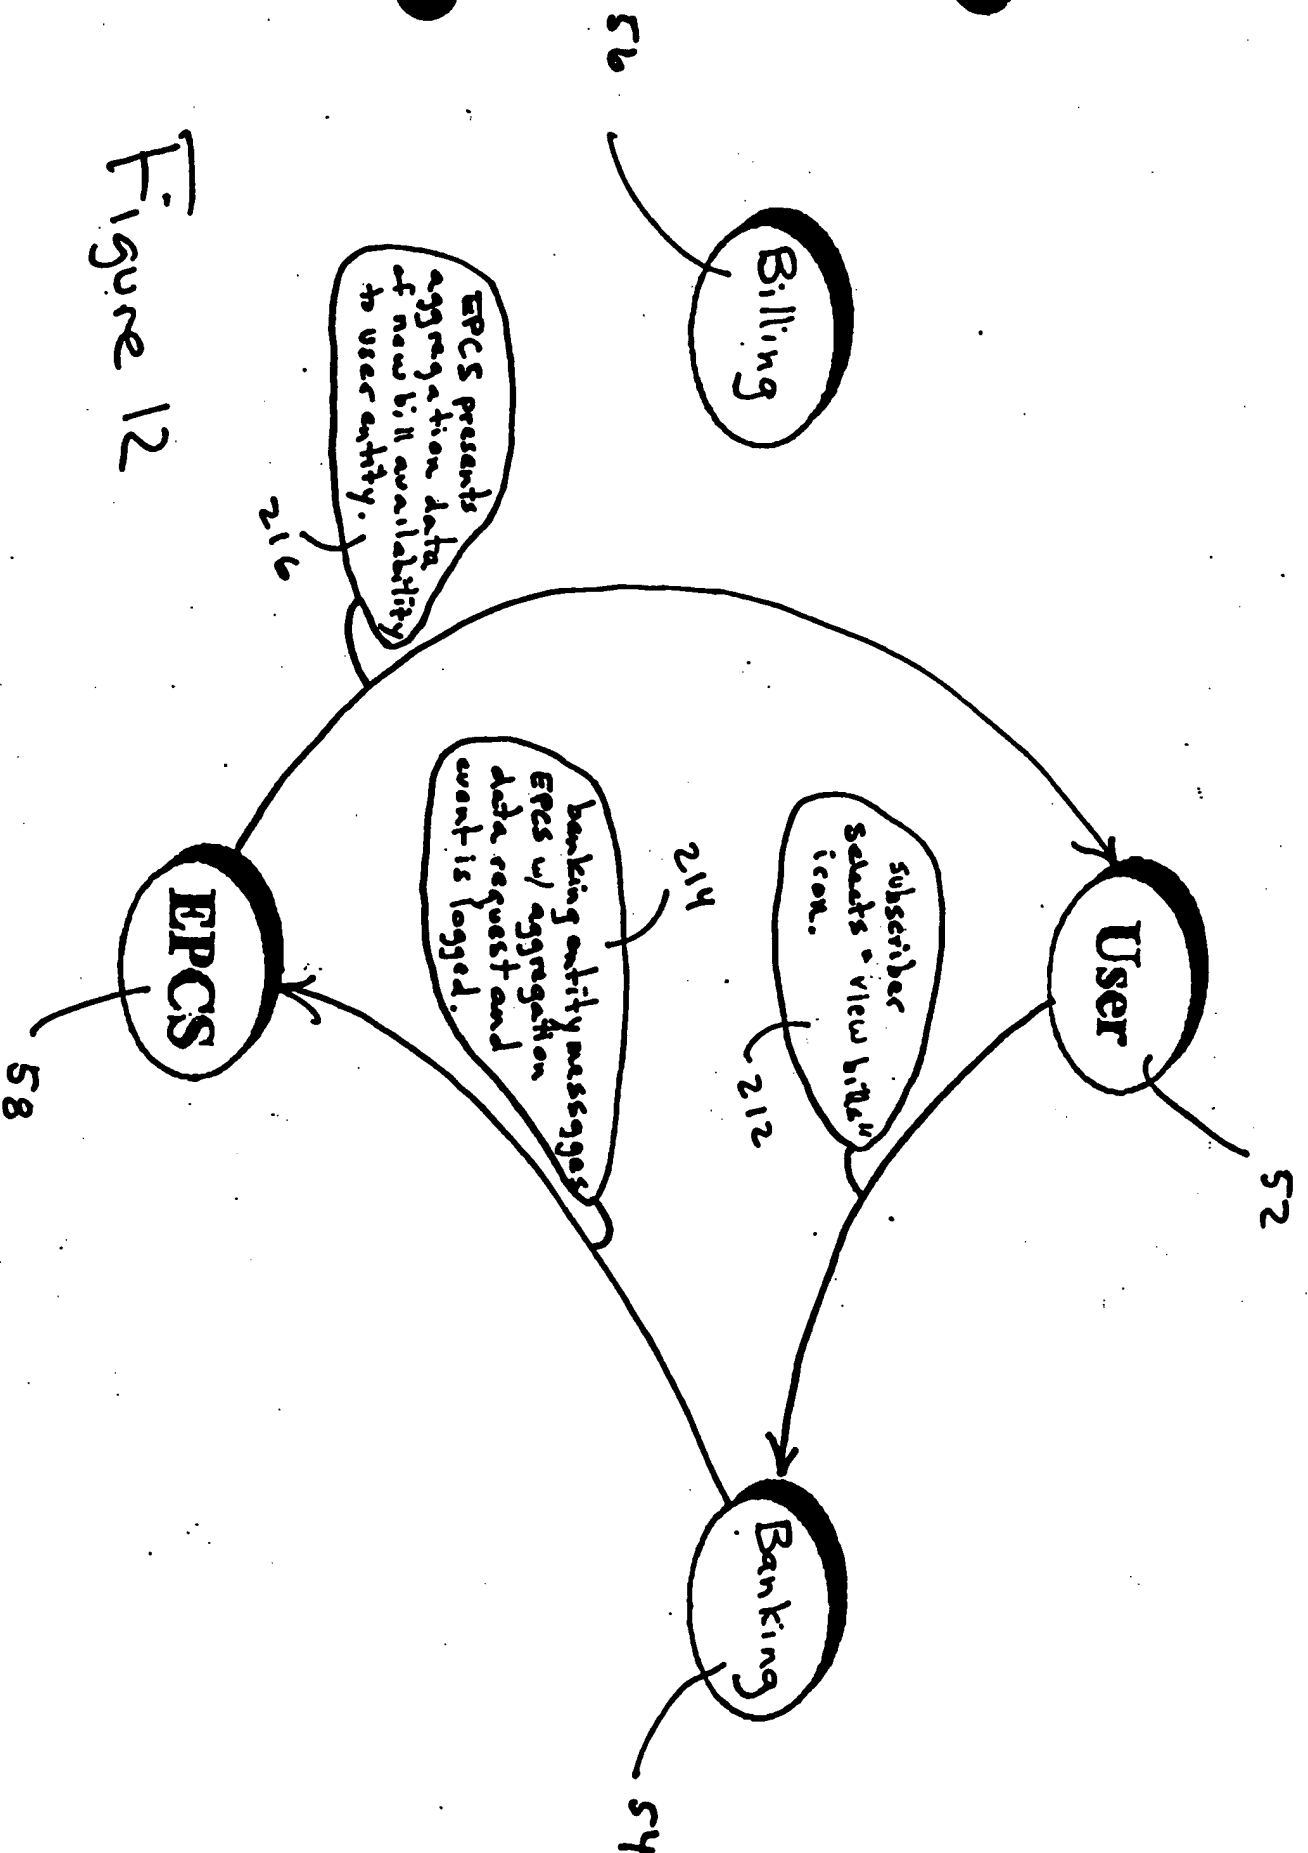 52
User
subscriber
selects "view bills"
icon.
212
56
Billing
Banking
54
214
banking entity messages
EPCS w/ aggregation
data request and
event is logged.
EPCS presents
aggregation data
of new bill availability
to user entity.
216
EPCS
58
Figure 12